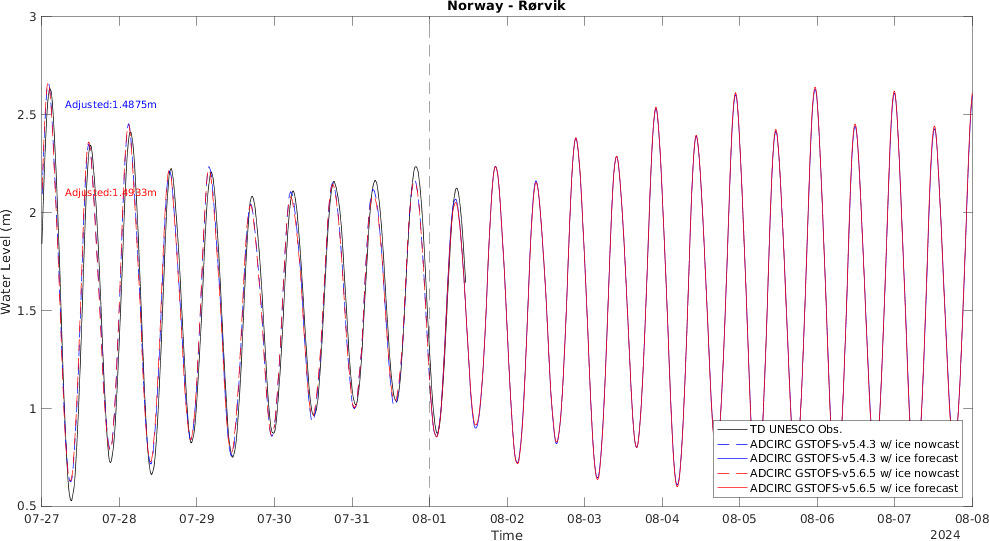 Norway - Rørvik
3
2.5
2
1.5
1
0.5
Water Level (m)
Adjusted:1.4875m
Adjusted:1.4933m
TD UNESCO Obs.
ADCIRC GSTOFS-v5.4.3 w/ ice nowcast
ADCIRC GSTOFS-v5.4.3 w/ ice forecast
ADCIRC GSTOFS-v5.6.5 w/ ice nowcast
ADCIRC GSTOFS-v5.6.5 w/ ice forecast
07-27 07-28 07-29 07-30 07-31 08-01 08-02 08-03 08-04 08-05 08-06 08-07 08-08
Time
2024